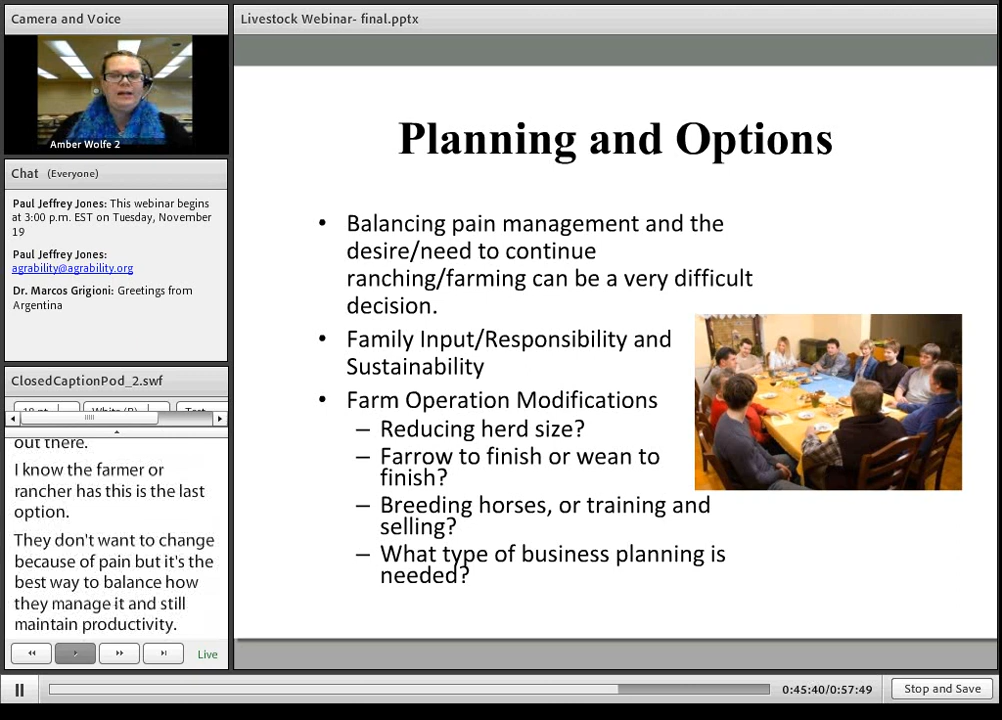 Camera and Voice
Amber Wolfe 2
Chat (Everyone)
Paul Jeffrey Jones: This webinar begins
at 3:00 p.m. EST on Tuesday, November
19
Paul Jeffrey Jones:
agrability@agrability.org
Dr. Marcos Grigioni: Greetings from
Argentina
ClosedCaptionPod_2.swf
out there.
I know the farmer or
rancher has this is the last
option.
They don't want to change
because of pain but it's the
best way to balance how
they manage it and still
maintain productivity.
Live
Livestock Webinar- final.pptx
Planning and Options
• Balancing pain management and the
desire/need to continue
ranching/farming can be a very difficult
decision.
• Family Input/Responsibility and
Sustainability
• Farm Operation Modifications
– Reducing herd size?
– Farrow to finish or wean to
finish?
– Breeding horses, or training and
selling?
– What type of business planning is
needed?
0:45:40/0:57:49
Stop and Save